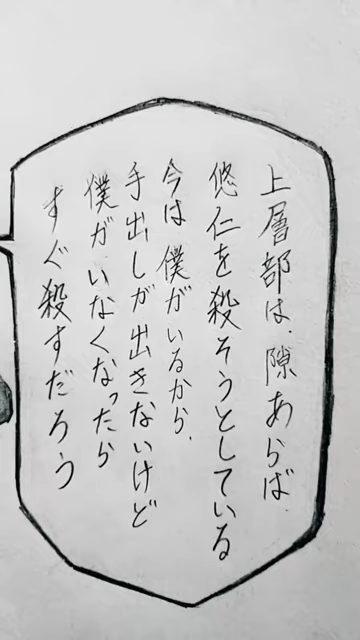 上層部は、隙あらば、
悠仁を殺そうとしている
今は僕がいるから、
手出しが出きないけど
僕がいなくなったら
すぐ殺すだろう